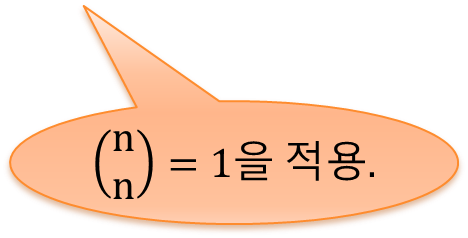 (n n) = 1을 적용.